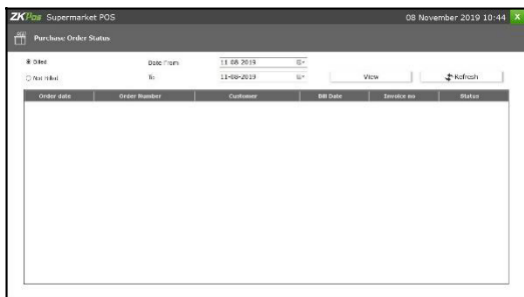 ZKPos Supermarket POS 08 November 2019 10:44 X
Purchase Order Status
Billed Date From 11-08-2019
Not Billed To 11-08-2019 View Refresh
Order date Order Number Customer Bill Date Invoice no Status